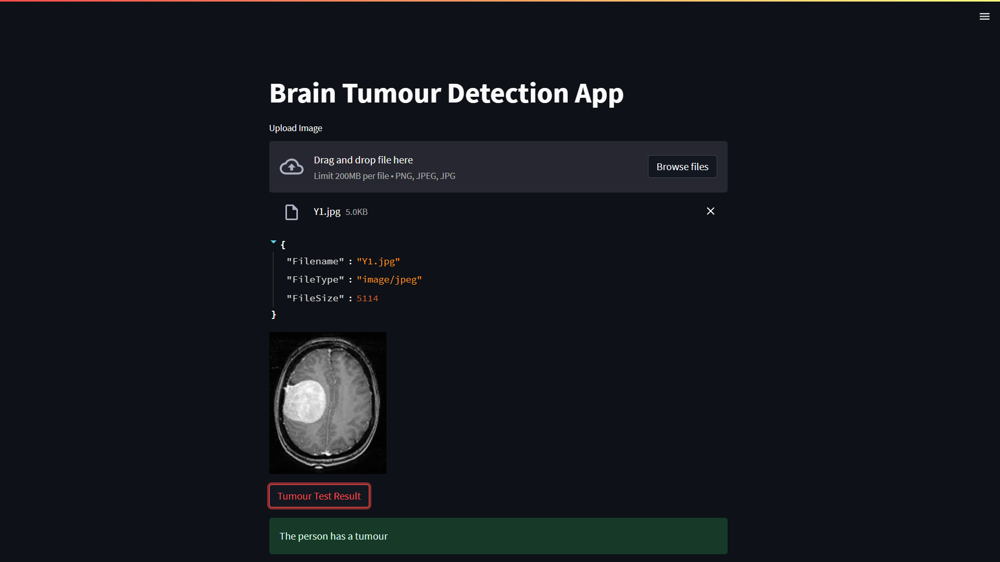 Brain Tumour Detection App
Upload Image
Drag and drop file here
Limit 200MB per file • PNG, JPEG, JPG
Browse files
Y1.jpg 5.0KB
{
"Filename" : "Y1.jpg"
"FileType" : "image/jpeg"
"FileSize" : 5114
}
Tumour Test Result
The person has a tumour